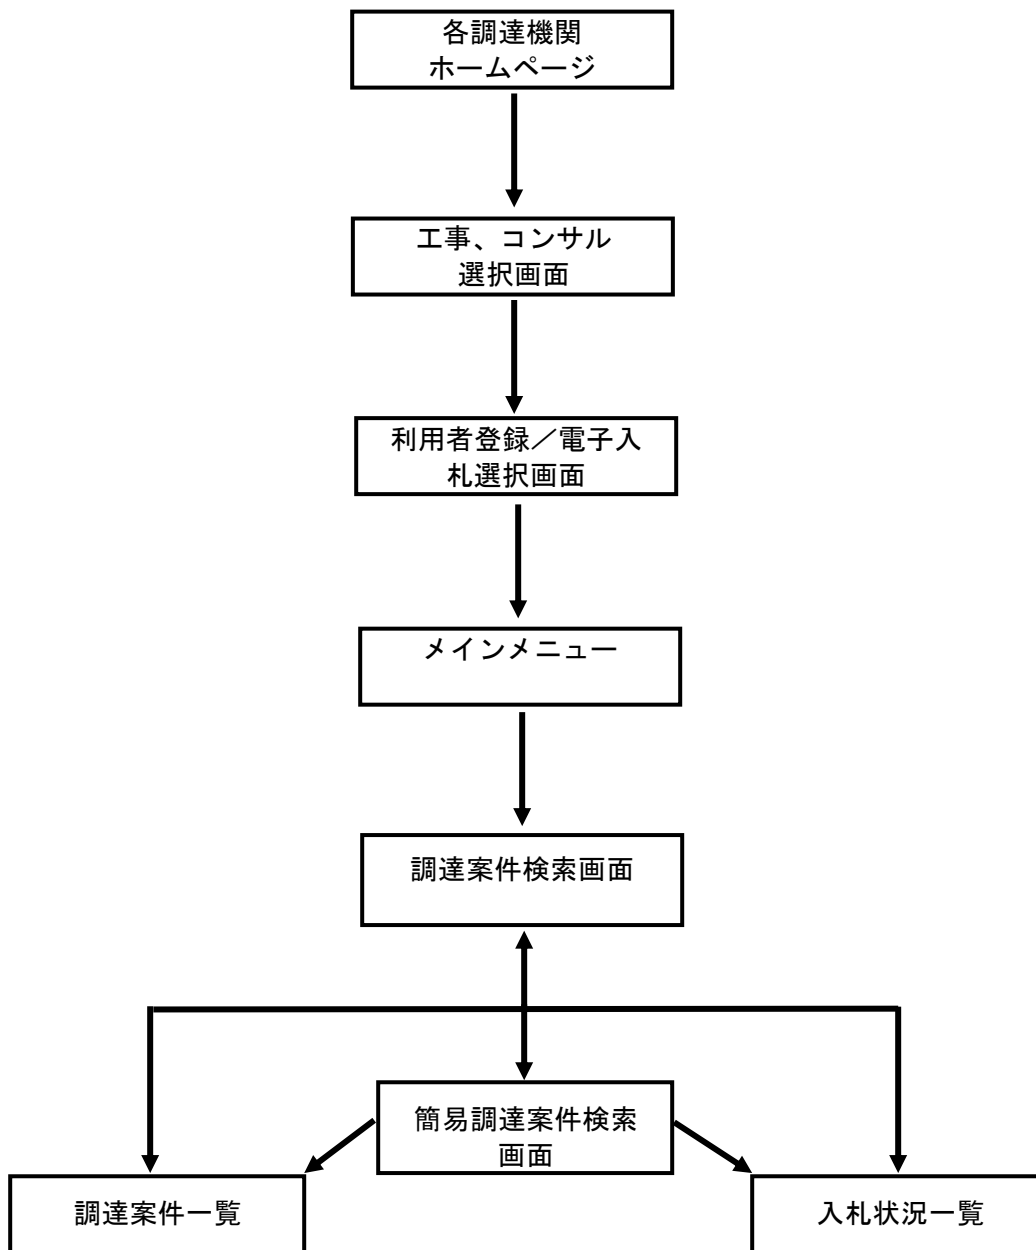 各調達機関
ホームページ
工事、コンサル
選択画面
利用者登録／電子入
札選択画面
メインメニュー
調達案件検索画面
簡易調達案件検索
画面
調達案件一覧
入札状況一覧